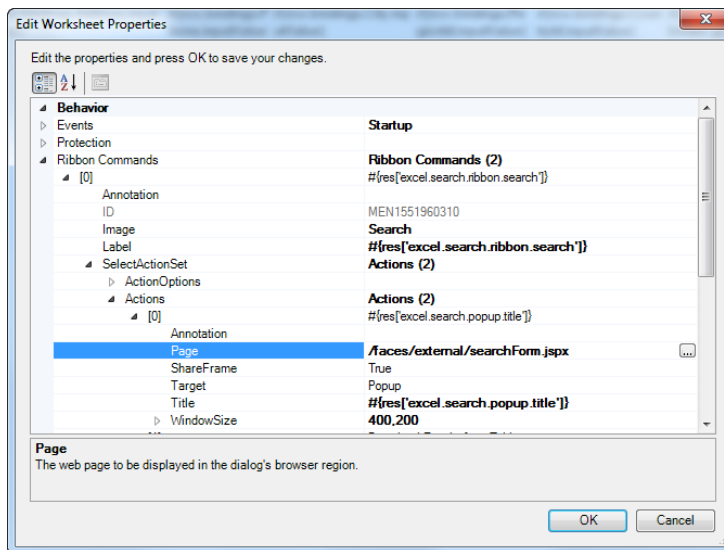 Edit Worksheet Properties
Edit the properties and press OK to save your changes.
Behavior
Events Startup
Protection
Ribbon Commands Ribbon Commands (2)
[0] #{res['excel.search.ribbon.search']}
Annotation
ID MEN1551960310
Image Search
Label #{res['excel.search.ribbon.search']}
SelectActionSet Actions (2)
ActionOptions
Actions Actions (2)
[0] #{res['excel.search.popup.title']}
Annotation
Page /faces/external/searchForm.jspx ...
ShareFrame True
Target Popup
Title #{res['excel.search.popup.title']}
WindowSize 400,200
Page
The web page to be displayed in the dialog's browser region.
OK Cancel